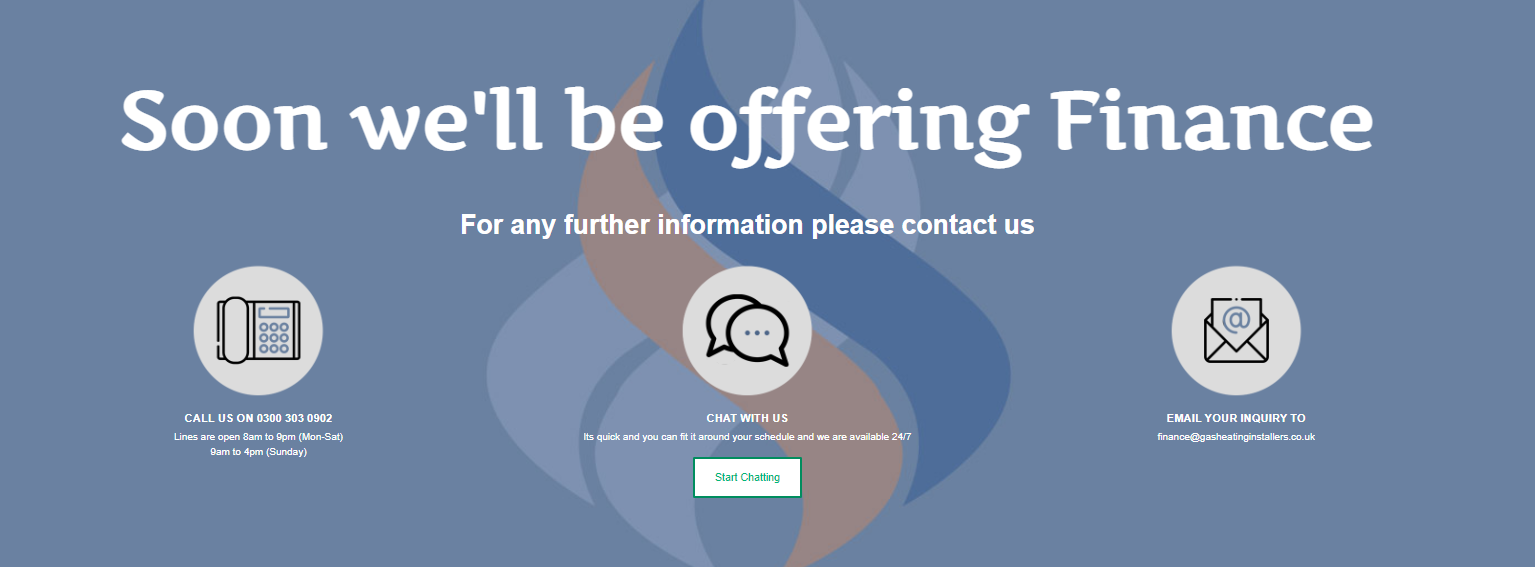 Soon we'll be offering Finance
For any further information please contact us
CALL US ON 0300 303 0902
Lines are open 8am to 9pm (Mon-Sat)
9am to 4pm (Sunday)
CHAT WITH US
Its quick and you can fit it around your schedule and we are available 24/7
Start Chatting
EMAIL YOUR INQUIRY TO
finance@gasheatinginstallers.co.uk